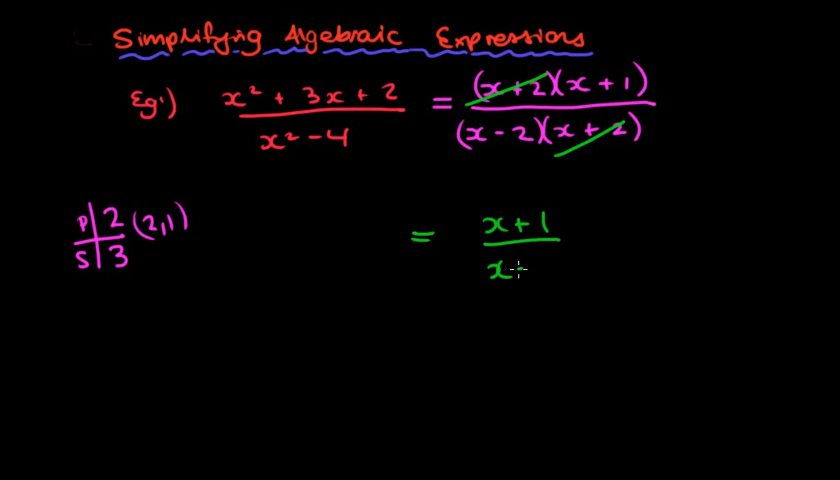 Simplifying Algebraic Expressions
Eg:) x² + 3x + 2 / x² - 4 = (x+2)(x+1) / (x-2)(x+2)
P | 2 (2,1)
S | 3
= x+1 / x